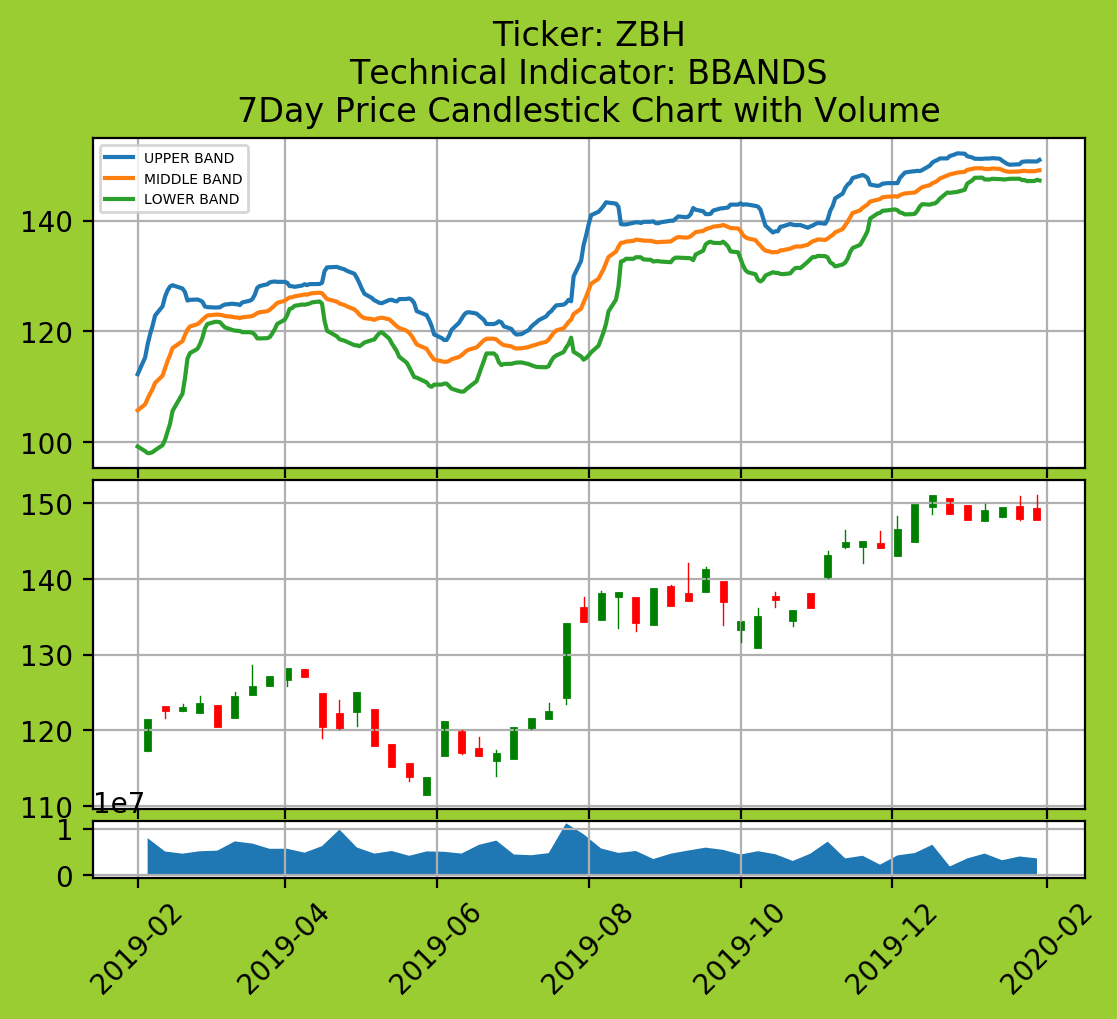 Ticker: ZBH
Technical Indicator: BBANDS
7Day Price Candlestick Chart with Volume
UPPER BAND
MIDDLE BAND
LOWER BAND
140
120
100
150
140
130
120
110
1e7
1
0
2019-02
2019-04
2019-06
2019-08
2019-10
2019-12
2020-02